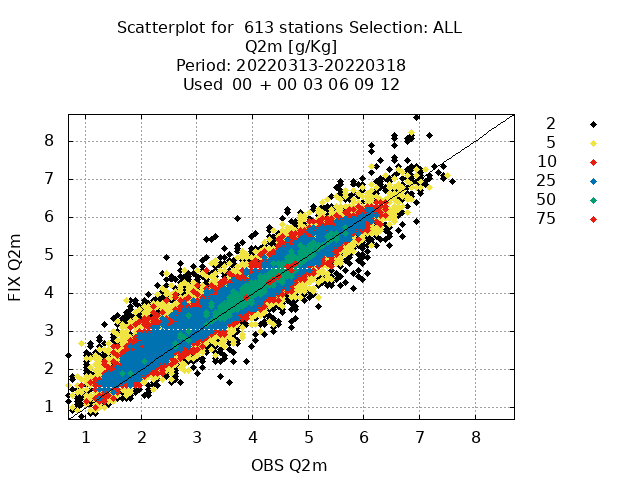 Scatterplot for  613 stations Selection: ALL
Q2m [g/Kg]
Period: 20220313-20220318
Used  00 + 00 03 06 09 12
2
5
10
25
50
75
8
7
6
5
4
3
2
1
FIX Q2m
1 2 3 4 5 6 7 8
OBS Q2m